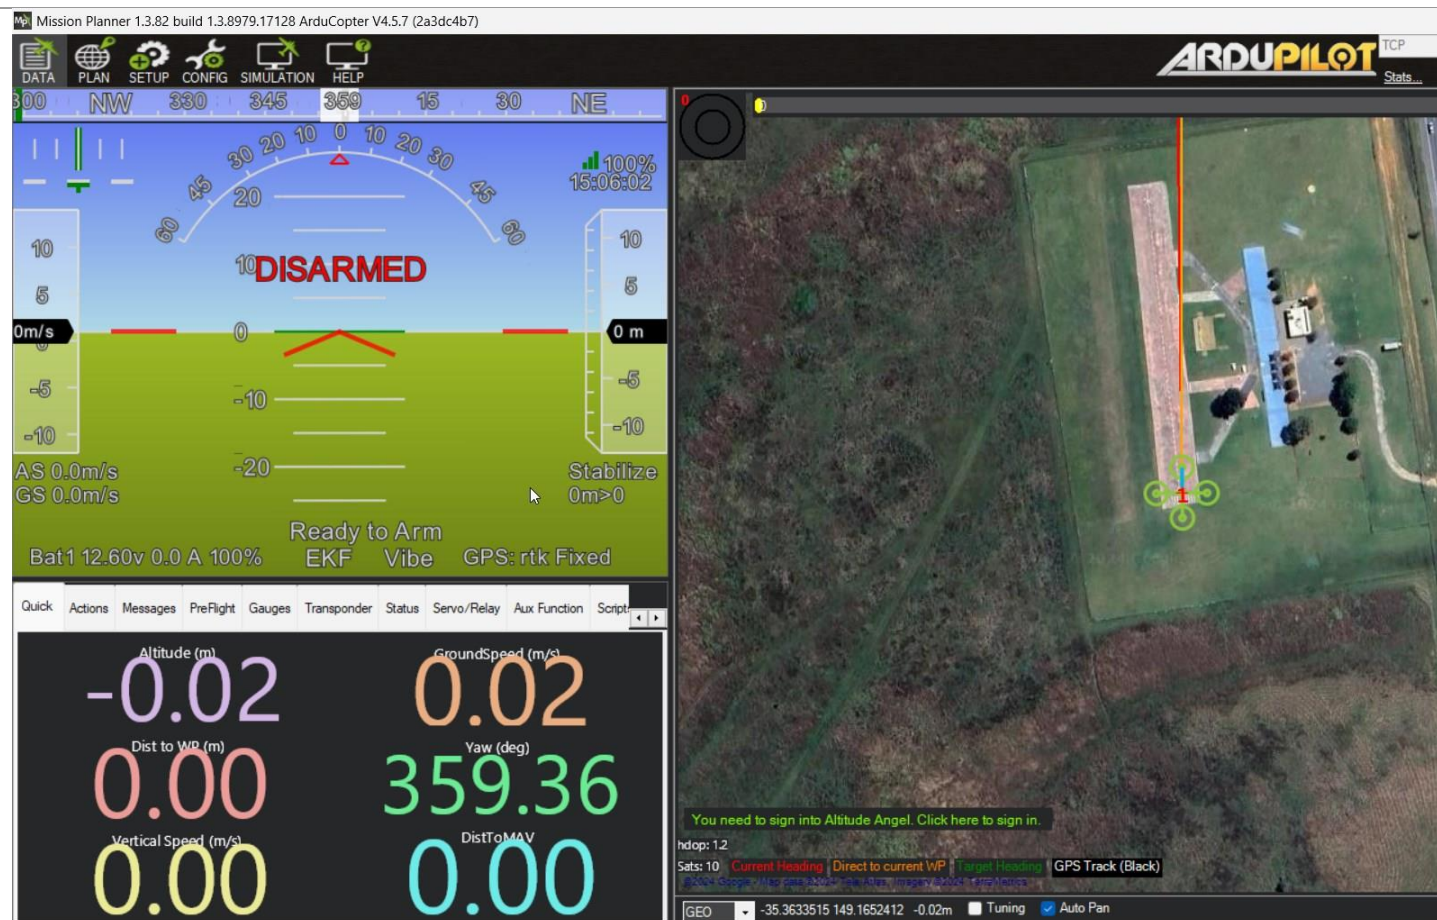 Mission Planner 1.3.82 build 1.3.8979.17128 ArduCopter V4.5.7 (2a3dc4b7)
DATA PLAN SETUP CONFIG SIMULATION HELP
ARDUPILOT
TCP
Stats...
300 NW 330 345 359 15 30 NE
60 45 30 20 10 0 10 20 30 45 60
100%
15:06:02
20
10
DISARMED
0
-10
-20
10
5
0m/s
0
-5
-10
10
5
0 m
-5
-10
AS 0.0m/s
GS 0.0m/s
Stabilize
0m>0
Ready to Arm
Bat1 12.60v 0.0 A 100% EKF Vibe GPS: rtk Fixed
Quick Actions Messages PreFlight Gauges Transponder Status Servo/Relay Aux Function Scripts
Altitude (m)
-0.02
GroundSpeed (m/s)
0.02
Dist to WP (m)
0.00
Yaw (deg)
359.36
Vertical Speed (m/s)
0.00
DistToMAV
0.00
0
1
You need to sign into Altitude Angel. Click here to sign in.
hdop: 1.2
Sats: 10 Current Heading Direct to current WP Target Heading GPS Track (Black)
GEO -35.3633515 149.1652412 -0.02m Tuning Auto Pan